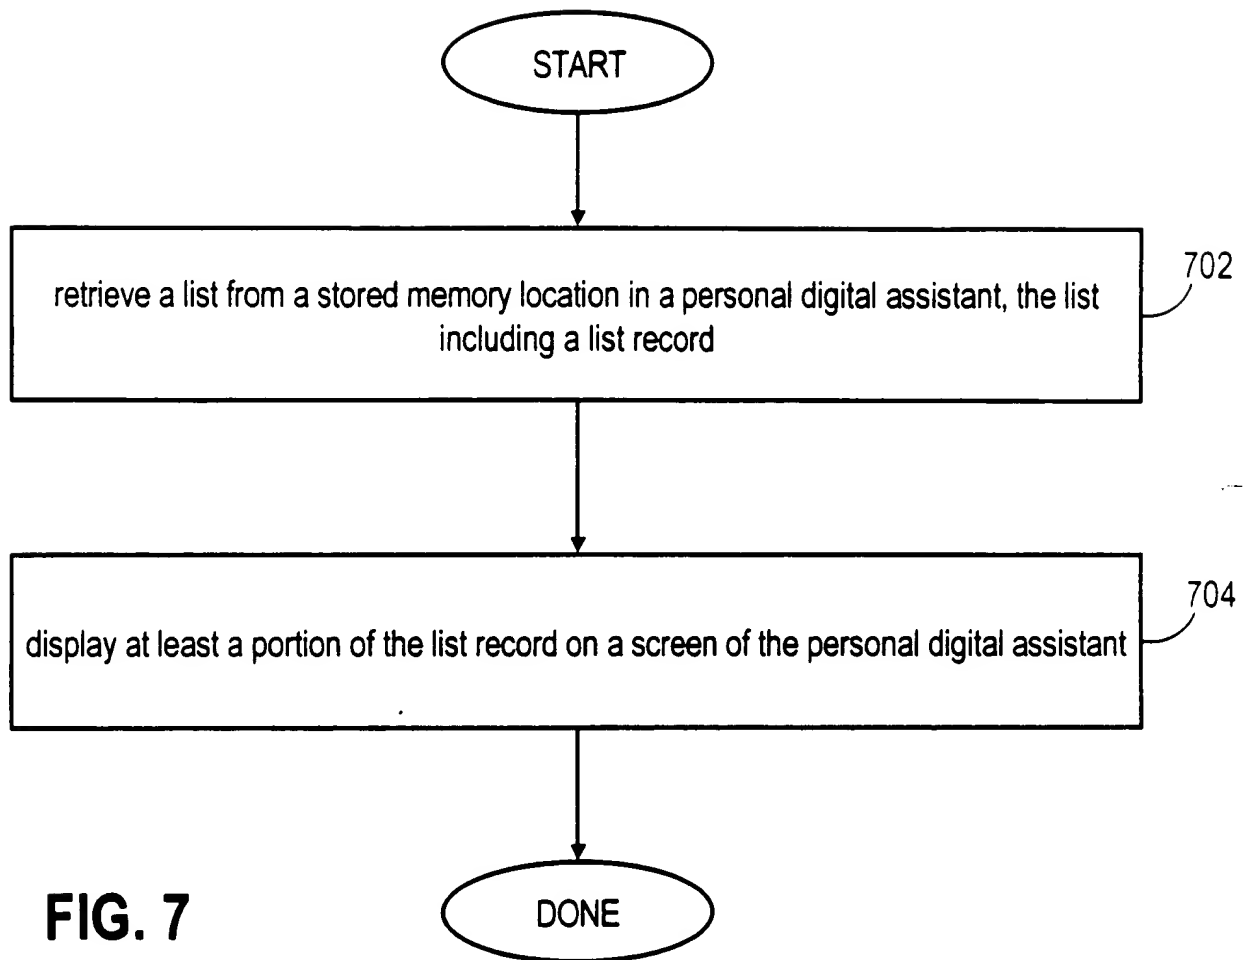 START
retrieve a list from a stored memory location in a personal digital assistant, the list
including a list record
702
display at least a portion of the list record on a screen of the personal digital assistant
704
DONE
FIG. 7